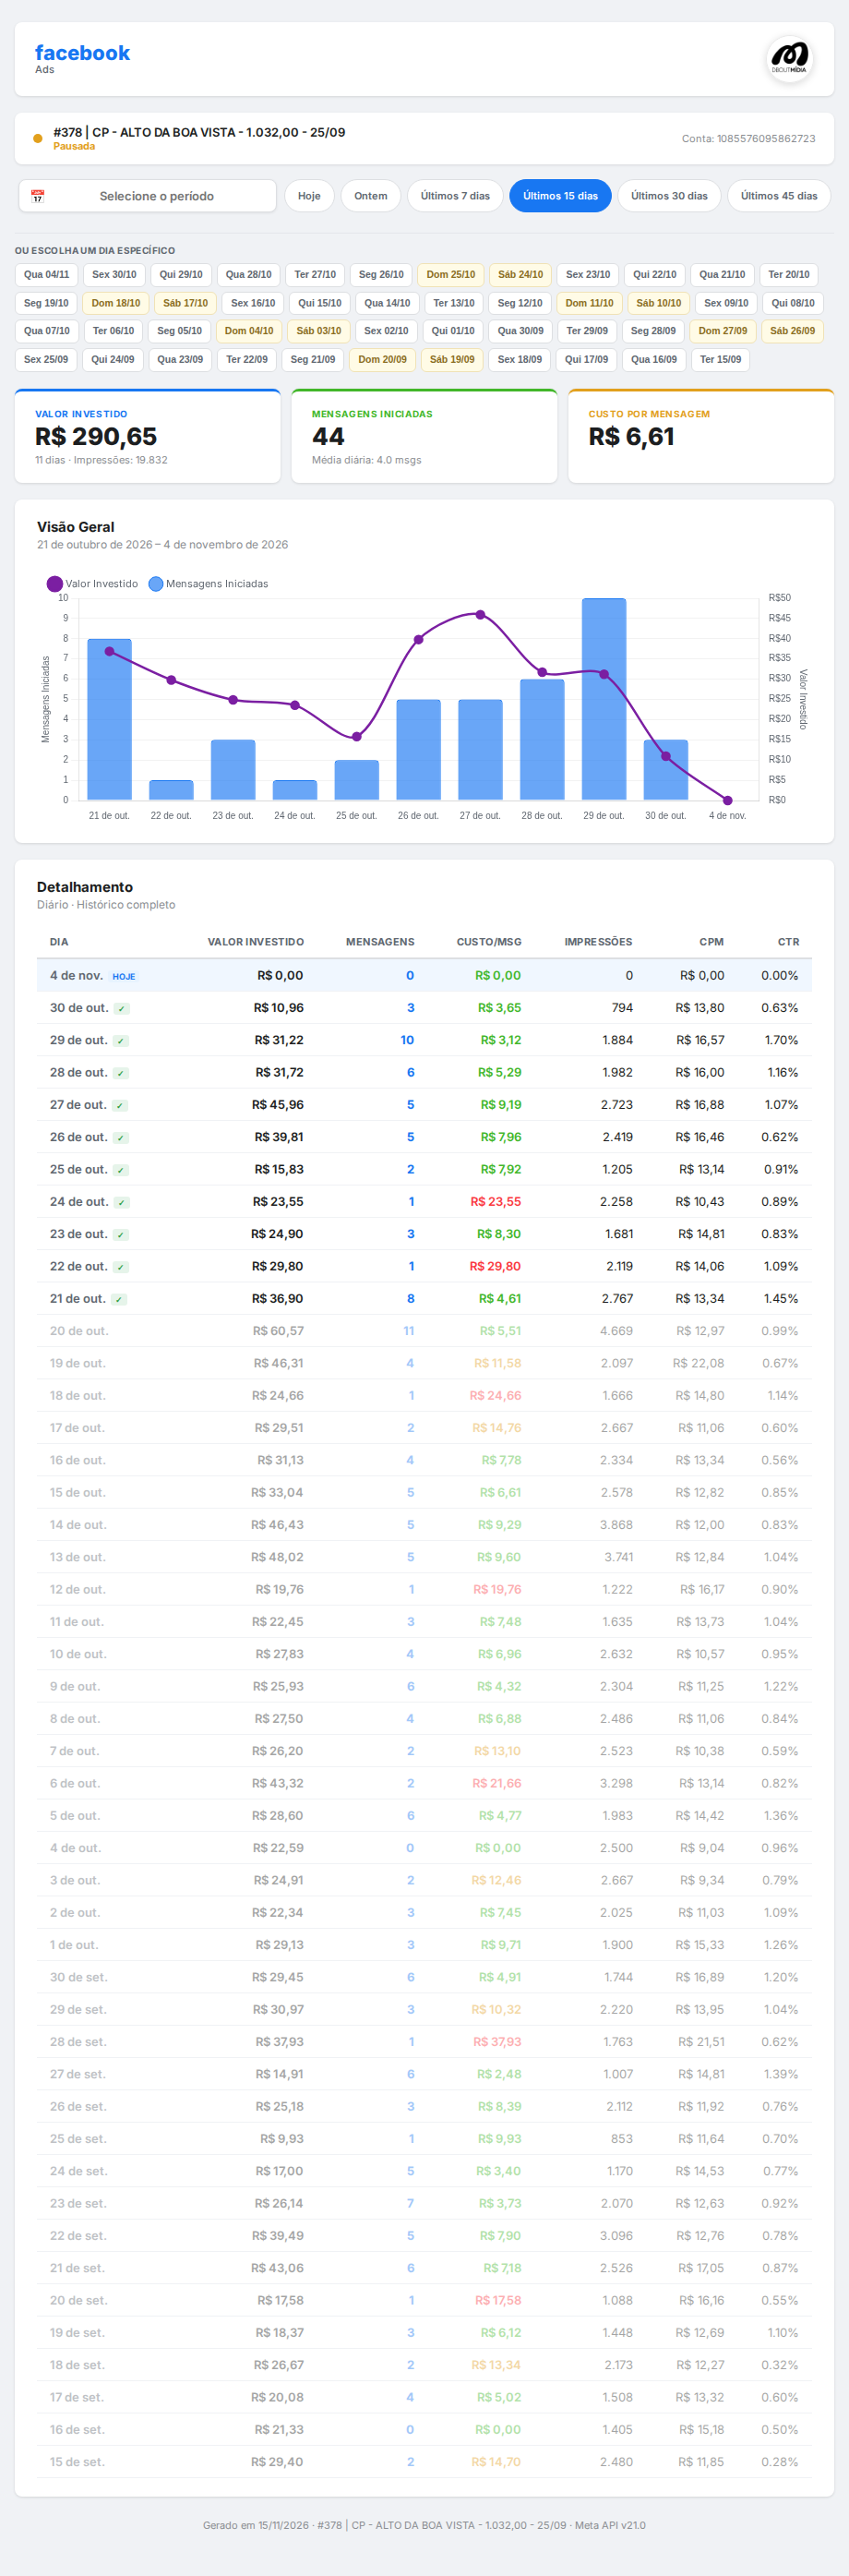 facebook
Ads
DBOUTMÍDIA
#378 | CP - ALTO DA BOA VISTA - 1.032,00 - 25/09
Pausada
Conta: 1085576095862723
Selecione o período
Hoje
Ontem
Últimos 7 dias
Últimos 15 dias
Últimos 30 dias
Últimos 45 dias
OU ESCOLHA UM DIA ESPECÍFICO
Qua 04/11 Sex 30/10 Qui 29/10 Qua 28/10 Ter 27/10 Seg 26/10 Dom 25/10 Sáb 24/10 Sex 23/10 Qui 22/10 Qua 21/10 Ter 20/10
Seg 19/10 Dom 18/10 Sáb 17/10 Sex 16/10 Qui 15/10 Qua 14/10 Ter 13/10 Seg 12/10 Dom 11/10 Sáb 10/10 Sex 09/10 Qui 08/10
Qua 07/10 Ter 06/10 Seg 05/10 Dom 04/10 Sáb 03/10 Sex 02/10 Qui 01/10 Qua 30/09 Ter 29/09 Seg 28/09 Dom 27/09 Sáb 26/09
Sex 25/09 Qui 24/09 Qua 23/09 Ter 22/09 Seg 21/09 Dom 20/09 Sáb 19/09 Sex 18/09 Qui 17/09 Qua 16/09 Ter 15/09
VALOR INVESTIDO
R$ 290,65
11 dias · Impressões: 19.832
MENSAGENS INICIADAS
44
Média diária: 4.0 msgs
CUSTO POR MENSAGEM
R$ 6,61
Visão Geral
21 de outubro de 2026 – 4 de novembro de 2026
Valor Investido Mensagens Iniciadas
10 R$50
9 R$45
8 R$40
7 R$35
6 R$30
5 R$25
4 R$20
3 R$15
2 R$10
1 R$5
0 R$0
Mensagens Iniciadas
Valor Investido
21 de out. 22 de out. 23 de out. 24 de out. 25 de out. 26 de out. 27 de out. 28 de out. 29 de out. 30 de out. 4 de nov.
Detalhamento
Diário · Histórico completo
DIA VALOR INVESTIDO MENSAGENS CUSTO/MSG IMPRESSÕES CPM CTR
4 de nov. HOJE R$ 0,00 0 R$ 0,00 0 R$ 0,00 0.00%
30 de out. ✓ R$ 10,96 3 R$ 3,65 794 R$ 13,80 0.63%
29 de out. ✓ R$ 31,22 10 R$ 3,12 1.884 R$ 16,57 1.70%
28 de out. ✓ R$ 31,72 6 R$ 5,29 1.982 R$ 16,00 1.16%
27 de out. ✓ R$ 45,96 5 R$ 9,19 2.723 R$ 16,88 1.07%
26 de out. ✓ R$ 39,81 5 R$ 7,96 2.419 R$ 16,46 0.62%
25 de out. ✓ R$ 15,83 2 R$ 7,92 1.205 R$ 13,14 0.91%
24 de out. ✓ R$ 23,55 1 R$ 23,55 2.258 R$ 10,43 0.89%
23 de out. ✓ R$ 24,90 3 R$ 8,30 1.681 R$ 14,81 0.83%
22 de out. ✓ R$ 29,80 1 R$ 29,80 2.119 R$ 14,06 1.09%
21 de out. ✓ R$ 36,90 8 R$ 4,61 2.767 R$ 13,34 1.45%
20 de out. R$ 60,57 11 R$ 5,51 4.669 R$ 12,97 0.99%
19 de out. R$ 46,31 4 R$ 11,58 2.097 R$ 22,08 0.67%
18 de out. R$ 24,66 1 R$ 24,66 1.666 R$ 14,80 1.14%
17 de out. R$ 29,51 2 R$ 14,76 2.667 R$ 11,06 0.60%
16 de out. R$ 31,13 4 R$ 7,78 2.334 R$ 13,34 0.56%
15 de out. R$ 33,04 5 R$ 6,61 2.578 R$ 12,82 0.85%
14 de out. R$ 46,43 5 R$ 9,29 3.868 R$ 12,00 0.83%
13 de out. R$ 48,02 5 R$ 9,60 3.741 R$ 12,84 1.04%
12 de out. R$ 19,76 1 R$ 19,76 1.222 R$ 16,17 0.90%
11 de out. R$ 22,45 3 R$ 7,48 1.635 R$ 13,73 1.04%
10 de out. R$ 27,83 4 R$ 6,96 2.632 R$ 10,57 0.95%
9 de out. R$ 25,93 6 R$ 4,32 2.304 R$ 11,25 1.22%
8 de out. R$ 27,50 4 R$ 6,88 2.486 R$ 11,06 0.84%
7 de out. R$ 26,20 2 R$ 13,10 2.523 R$ 10,38 0.59%
6 de out. R$ 43,32 2 R$ 21,66 3.298 R$ 13,14 0.82%
5 de out. R$ 28,60 6 R$ 4,77 1.983 R$ 14,42 1.36%
4 de out. R$ 22,59 0 R$ 0,00 2.500 R$ 9,04 0.96%
3 de out. R$ 24,91 2 R$ 12,46 2.667 R$ 9,34 0.79%
2 de out. R$ 22,34 3 R$ 7,45 2.025 R$ 11,03 1.09%
1 de out. R$ 29,13 3 R$ 9,71 1.900 R$ 15,33 1.26%
30 de set. R$ 29,45 6 R$ 4,91 1.744 R$ 16,89 1.20%
29 de set. R$ 30,97 3 R$ 10,32 2.220 R$ 13,95 1.04%
28 de set. R$ 37,93 1 R$ 37,93 1.763 R$ 21,51 0.62%
27 de set. R$ 14,91 6 R$ 2,48 1.007 R$ 14,81 1.39%
26 de set. R$ 25,18 3 R$ 8,39 2.112 R$ 11,92 0.76%
25 de set. R$ 9,93 1 R$ 9,93 853 R$ 11,64 0.70%
24 de set. R$ 17,00 5 R$ 3,40 1.170 R$ 14,53 0.77%
23 de set. R$ 26,14 7 R$ 3,73 2.070 R$ 12,63 0.92%
22 de set. R$ 39,49 5 R$ 7,90 3.096 R$ 12,76 0.78%
21 de set. R$ 43,06 6 R$ 7,18 2.526 R$ 17,05 0.87%
20 de set. R$ 17,58 1 R$ 17,58 1.088 R$ 16,16 0.55%
19 de set. R$ 18,37 3 R$ 6,12 1.448 R$ 12,69 1.10%
18 de set. R$ 26,67 2 R$ 13,34 2.173 R$ 12,27 0.32%
17 de set. R$ 20,08 4 R$ 5,02 1.508 R$ 13,32 0.60%
16 de set. R$ 21,33 0 R$ 0,00 1.405 R$ 15,18 0.50%
15 de set. R$ 29,40 2 R$ 14,70 2.480 R$ 11,85 0.28%
Gerado em 15/11/2026 · #378 | CP - ALTO DA BOA VISTA - 1.032,00 - 25/09 · Meta API v21.0